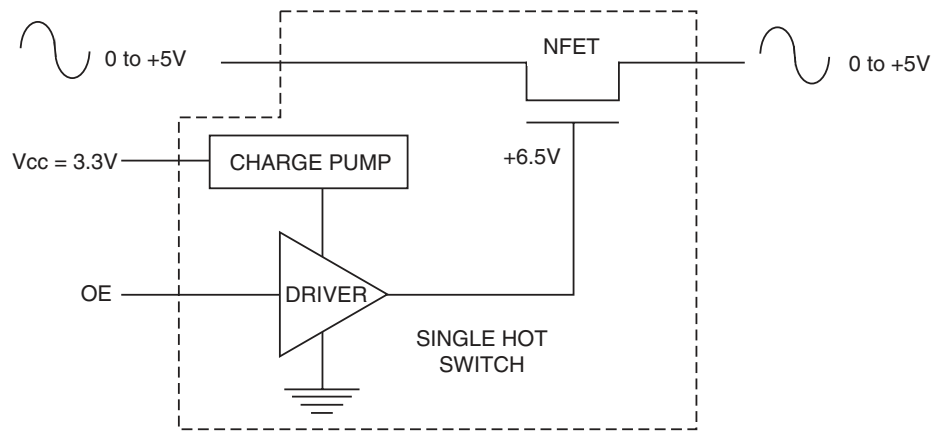 NFET
0 to +5V
0 to +5V
Vcc = 3.3V
CHARGE PUMP
+6.5V
OE
DRIVER
SINGLE HOT
SWITCH